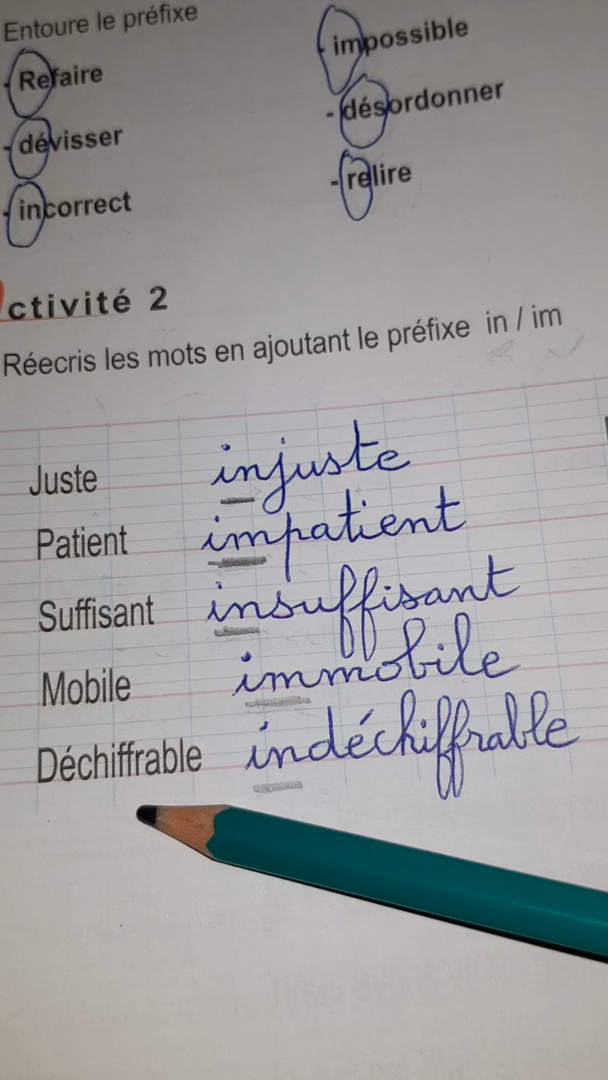 Entoure le préfixe
- Refaire
- dévisser
- incorrect
- impossible
- désordonner
- relire
ctivité 2
Réecris les mots en ajoutant le préfixe in / im
Juste injuste
Patient impatient
Suffisant insuffisant
Mobile immobile
Déchiffrable indéchiffrable